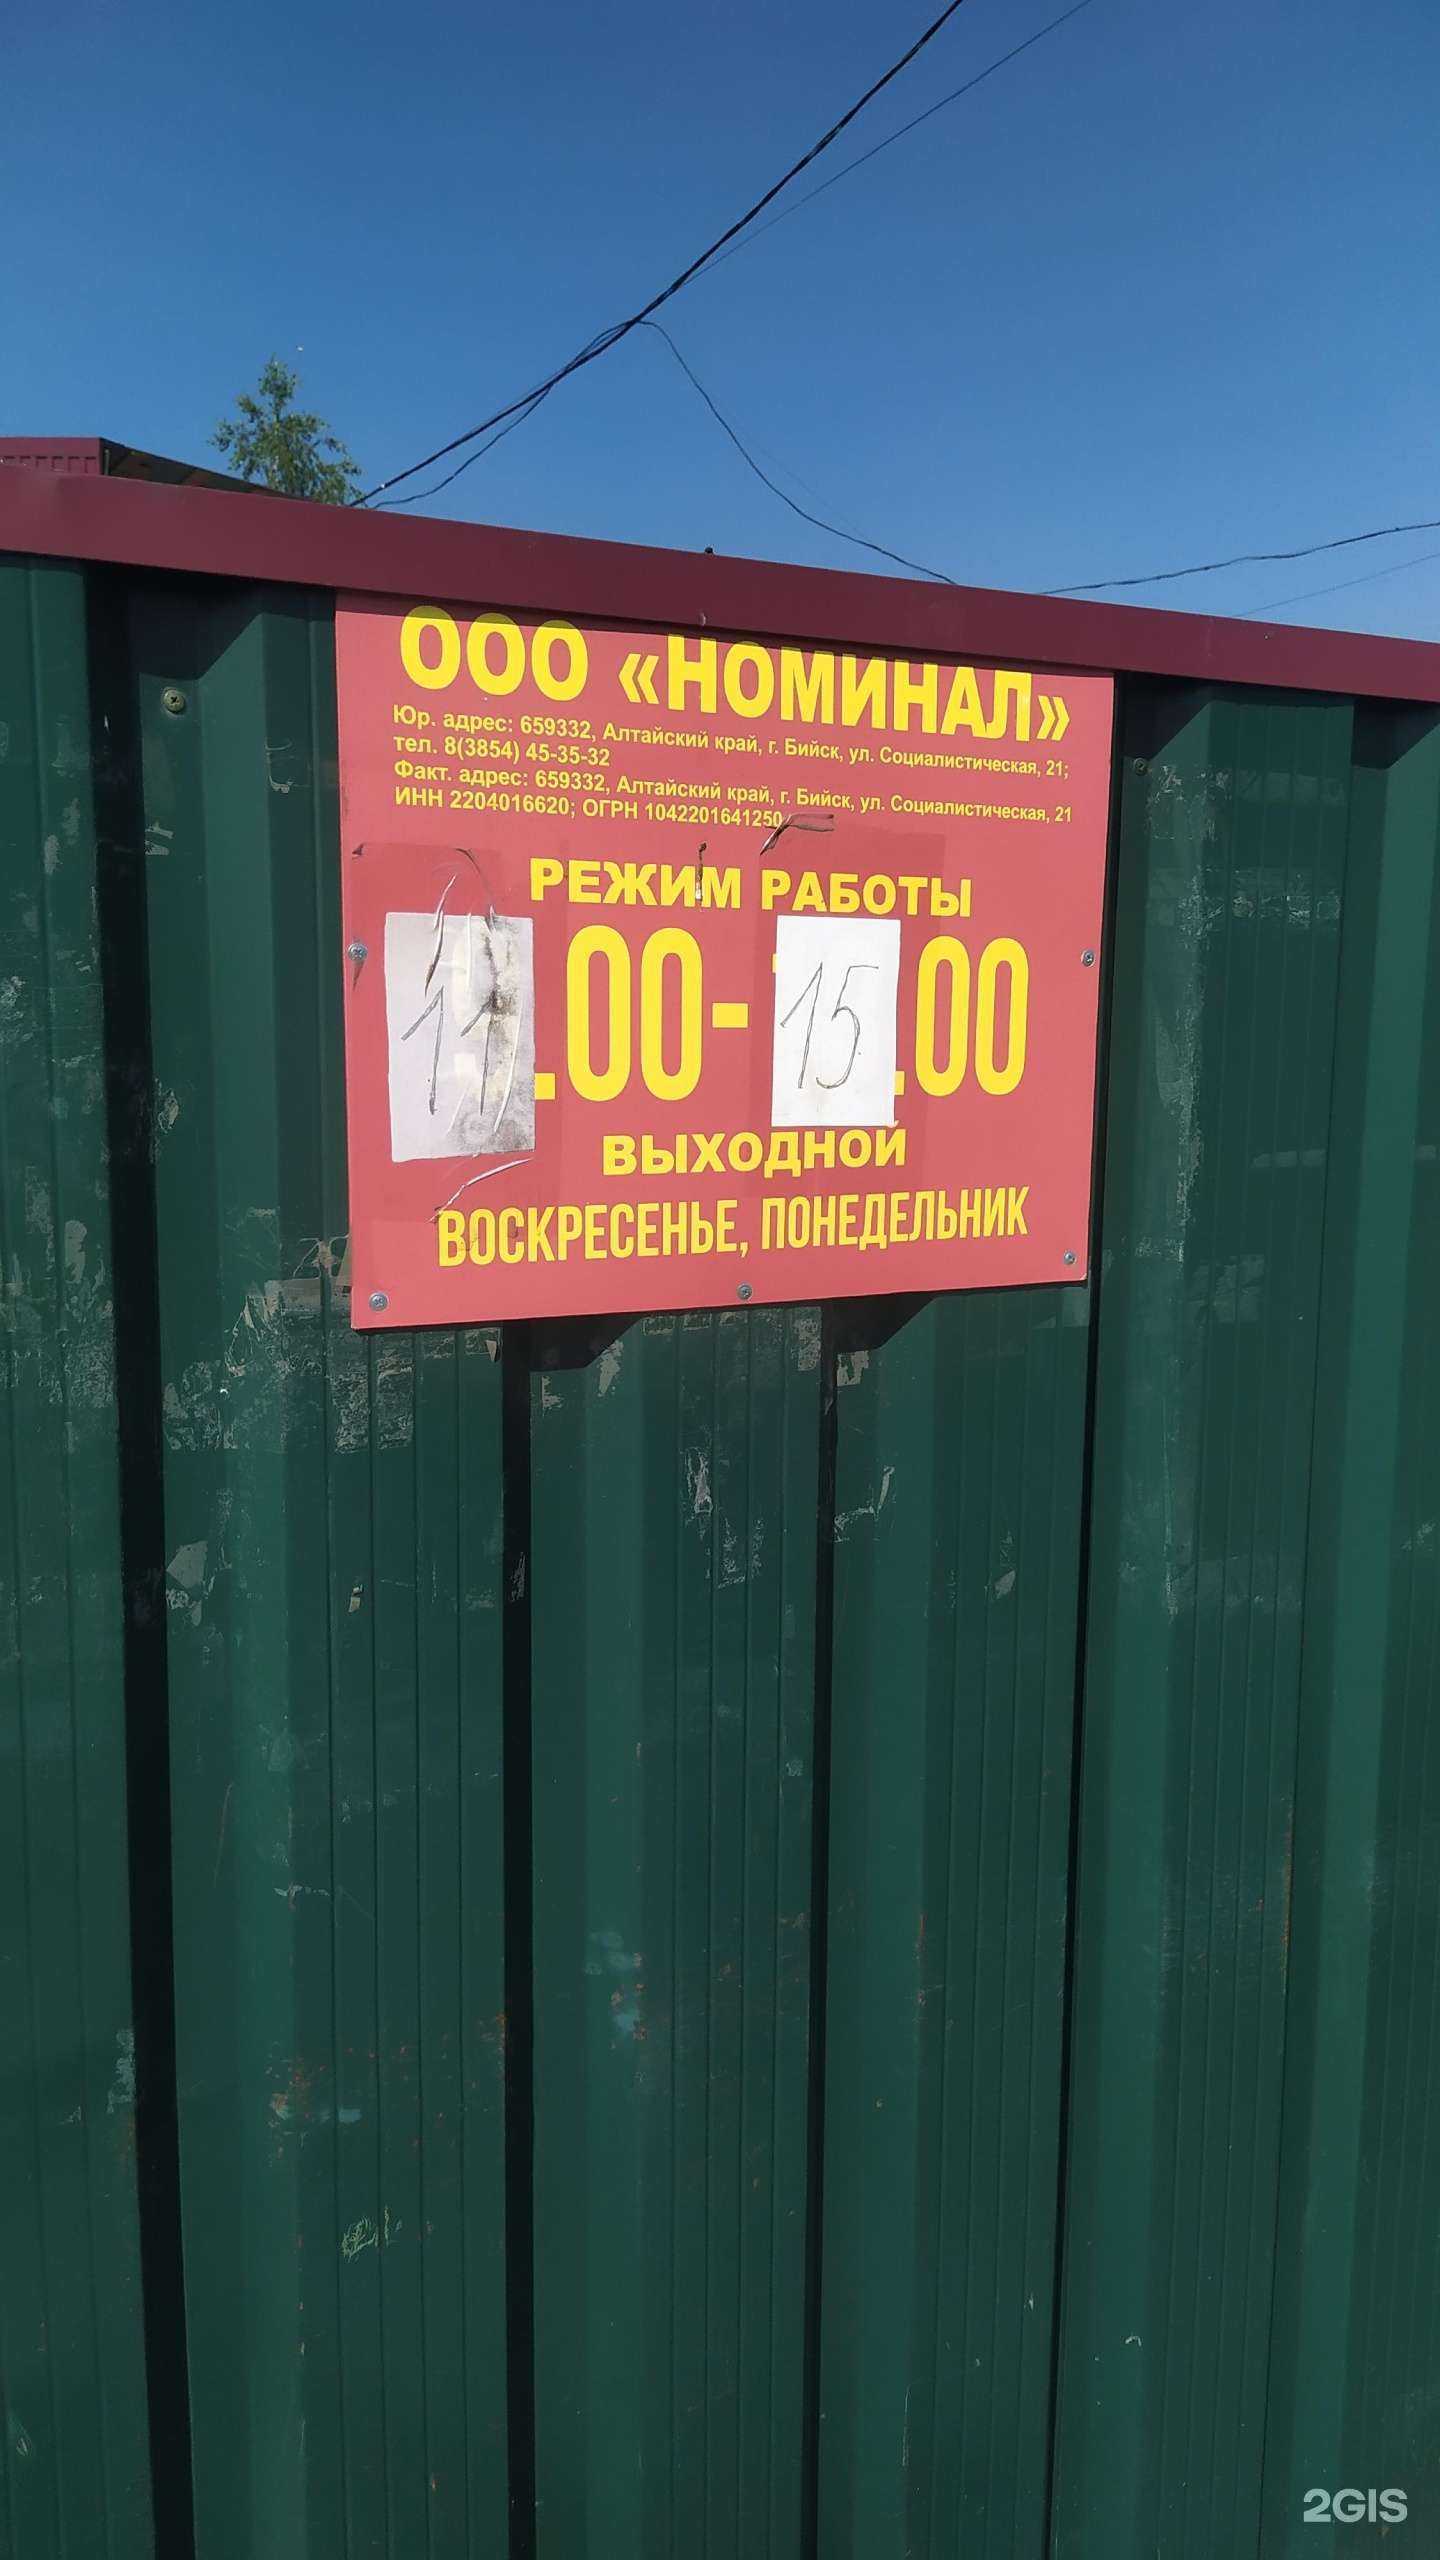 ООО «НОМИНАЛ»
Юр. адрес: 659332, Алтайский край, г. Бийск, ул. Социалистическая, 21;
тел. 8(3854) 45-35-32
Факт. адрес: 659332, Алтайский край, г. Бийск, ул. Социалистическая, 21
ИНН 2204016620; ОГРН 1042201641250
РЕЖИМ РАБОТЫ
11.00-15.00
ВЫХОДНОЙ
ВОСКРЕСЕНЬЕ, ПОНЕДЕЛЬНИК
2GIS